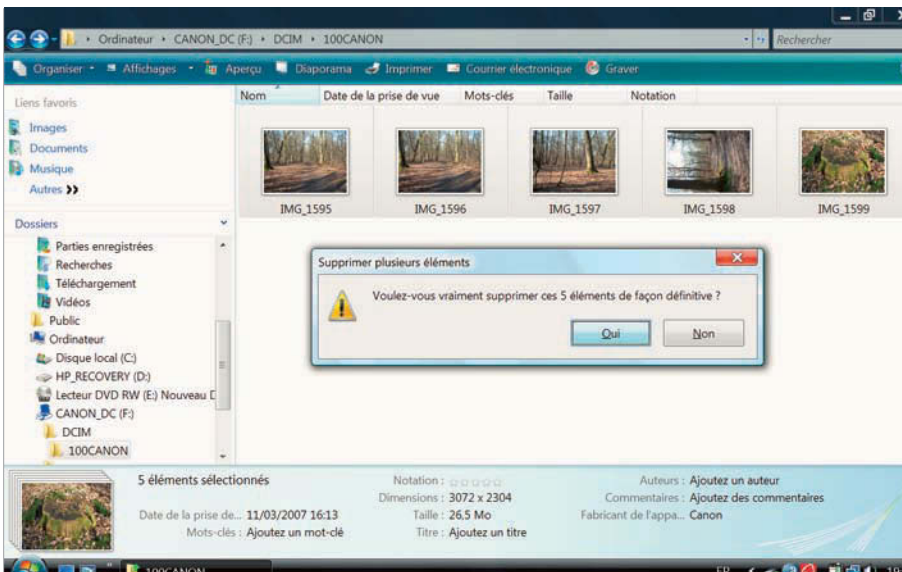 Ordinateur CANON_DC (F:) DCIM 100CANON Rechercher
Organiser Affichages Aperçu Diaporama Imprimer Courrier électronique Graver
Liens favoris
Images
Documents
Musique
Autres
Dossiers
Parties enregistrées
Recherches
Téléchargement
Vidéos
Public
Ordinateur
Disque local (C:)
HP_RECOVERY (D:)
Lecteur DVD RW (E:) Nouveau
CANON_DC (F:)
DCIM
100CANON
Nom Date de la prise de vue Mots-clés Taille Notation
IMG_1595 IMG_1596 IMG_1597 IMG_1598 IMG_1599
Supprimer plusieurs éléments
Voulez-vous vraiment supprimer ces 5 éléments de façon définitive ?
Oui Non
5 éléments sélectionnés
Date de la prise de... 11/03/2007 16:13
Mots-clés : Ajoutez un mot-clé
Notation :
Dimensions : 3072 x 2304
Taille : 26,5 Mo
Titre : Ajoutez un titre
Auteurs : Ajoutez un auteur
Commentaires : Ajoutez des commentaires
Fabricant de l'appa... Canon
100CANON FR